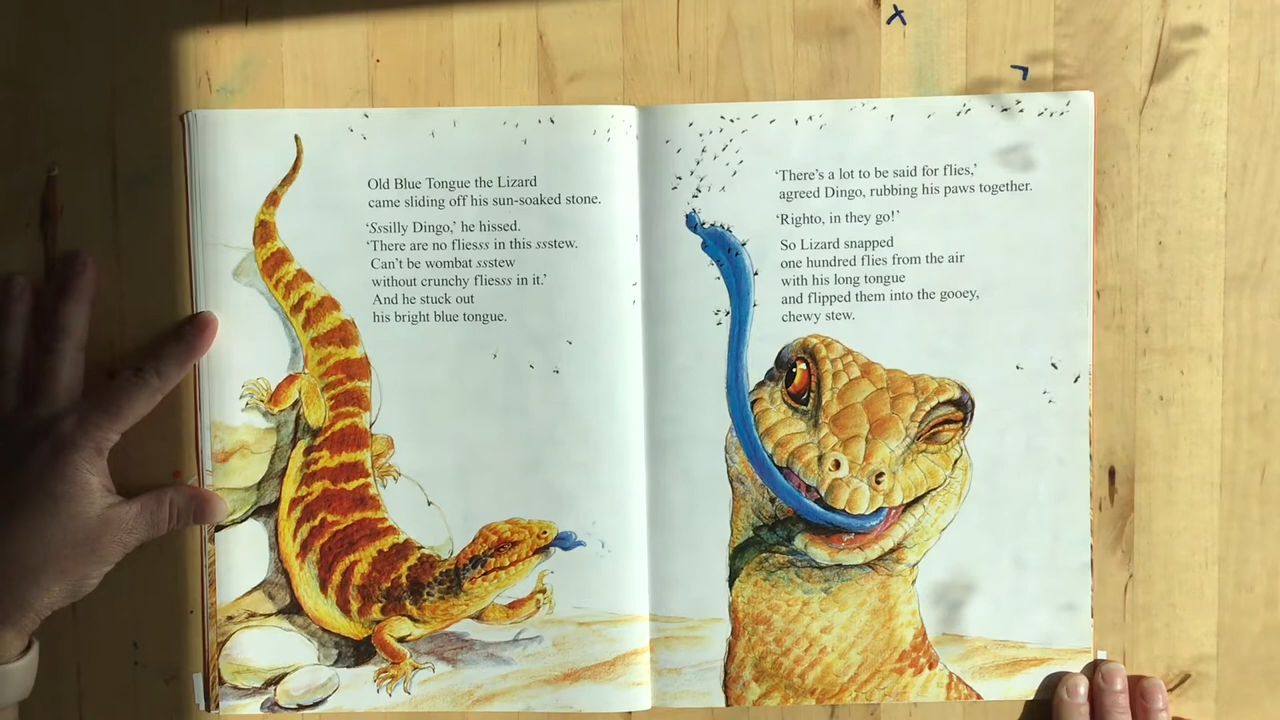 Old Blue Tongue the Lizard
came sliding off his sun-soaked stone.
‘Sssilly Dingo,’ he hissed.
‘There are no fliesss in this ssstew.
Can’t be wombat ssstew
without crunchy fliesss in it.’
And he stuck out
his bright blue tongue.
‘There’s a lot to be said for flies,’
agreed Dingo, rubbing his paws together.
‘Righto, in they go!’
So Lizard snapped
one hundred flies from the air
with his long tongue
and flipped them into the gooey,
chewy stew.